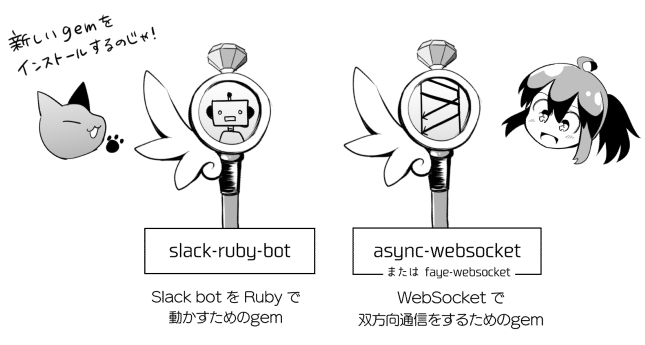 新しいgemを
インストールするのじゃ!
slack-ruby-bot
Slack bot を Ruby で
動かすためのgem
async-websocket
または faye-websocket
WebSocket で
双方向通信をするためのgem